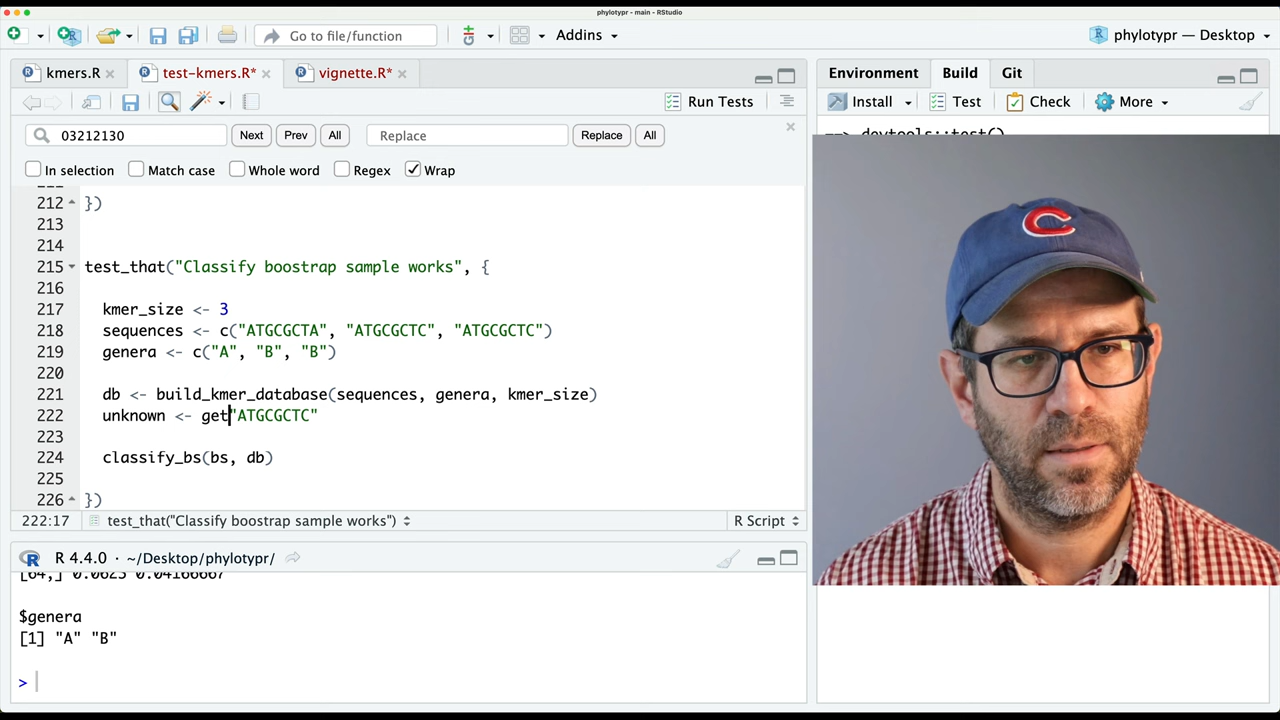 phylotypr - main - RStudio
Go to file/function
Addins
phylotypr — Desktop
kmers.R
test-kmers.R*
vignette.R*
Environment
Build
Git
Run Tests
Install
Test
Check
More
03212130
Next
Prev
All
Replace
Replace
All
==> devtools::test()
In selection
Match case
Whole word
Regex
Wrap
212 })
213
214
215 test_that("Classify boostrap sample works", {
216
217 kmer_size <- 3
218 sequences <- c("ATGCGCTA", "ATGCGCTC", "ATGCGCTC")
219 genera <- c("A", "B", "B")
220
221 db <- build_kmer_database(sequences, genera, kmer_size)
222 unknown <- get"ATGCGCTC"
223
224 classify_bs(bs, db)
225
226 })
222:17
test_that("Classify boostrap sample works")
R Script
R 4.4.0 · ~/Desktop/phylotypr/
[64,] 0.0625 0.04166667
$genera
[1] "A" "B"
>
C